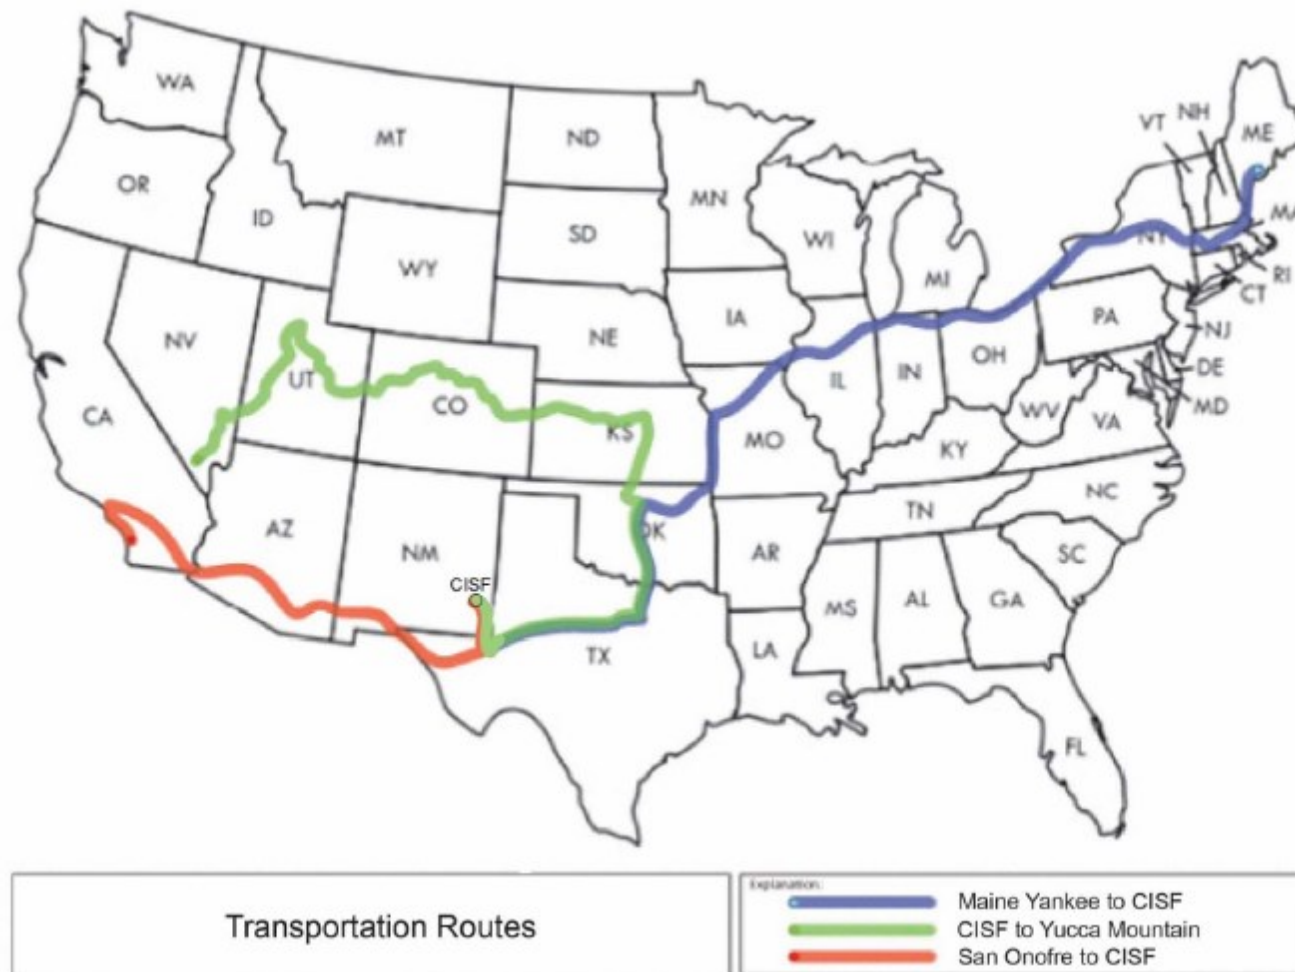 WA
MT
ND
MN
VT
NH
ME
OR
ID
SD
WI
MI
NY
MA
RI
CT
WY
IA
NE
PA
NJ
NV
UT
CO
IL
IN
OH
DE
MD
CA
KS
MO
WV
VA
KY
NC
TN
AZ
NM
OK
AR
SC
CISF
MS
AL
GA
TX
LA
FL
Transportation Routes
Explanation:
Maine Yankee to CISF
CISF to Yucca Mountain
San Onofre to CISF